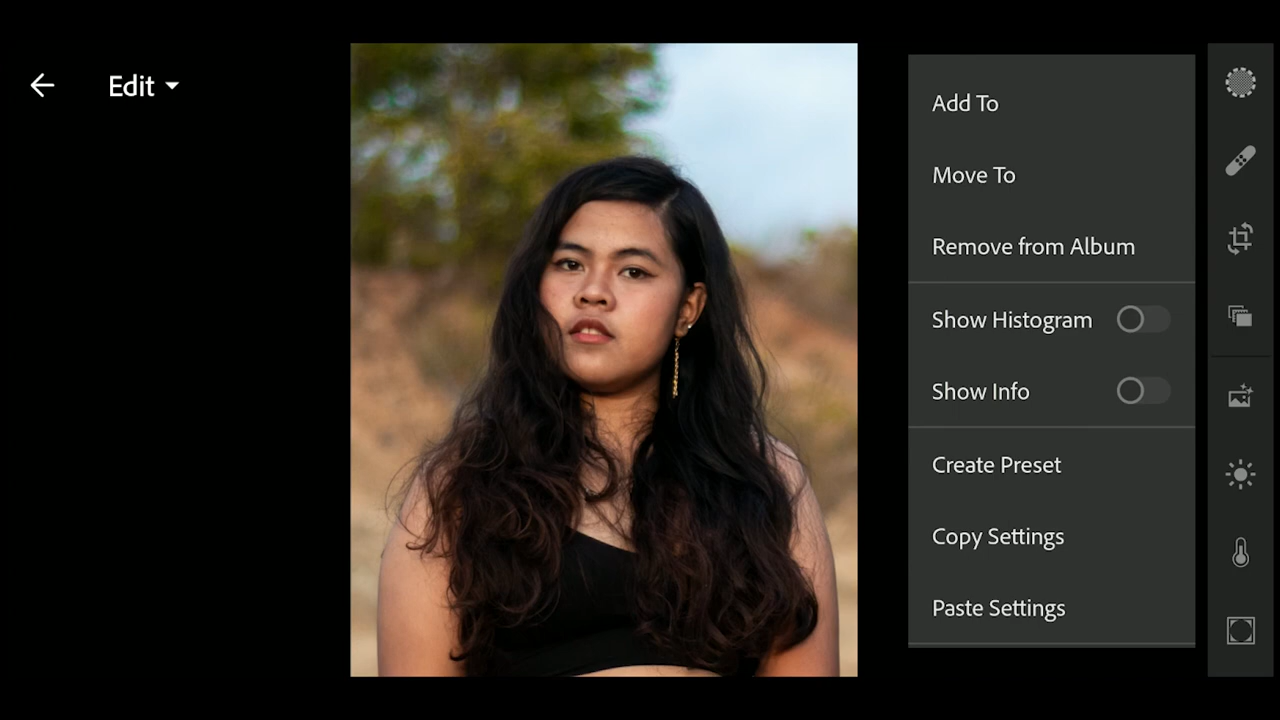 Edit
Add To
Move To
Remove from Album
Show Histogram
Show Info
Create Preset
Copy Settings
Paste Settings